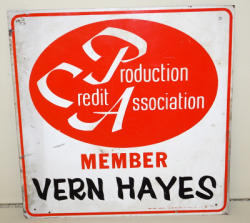 Production
Credit Association
MEMBER
VERN HAYES